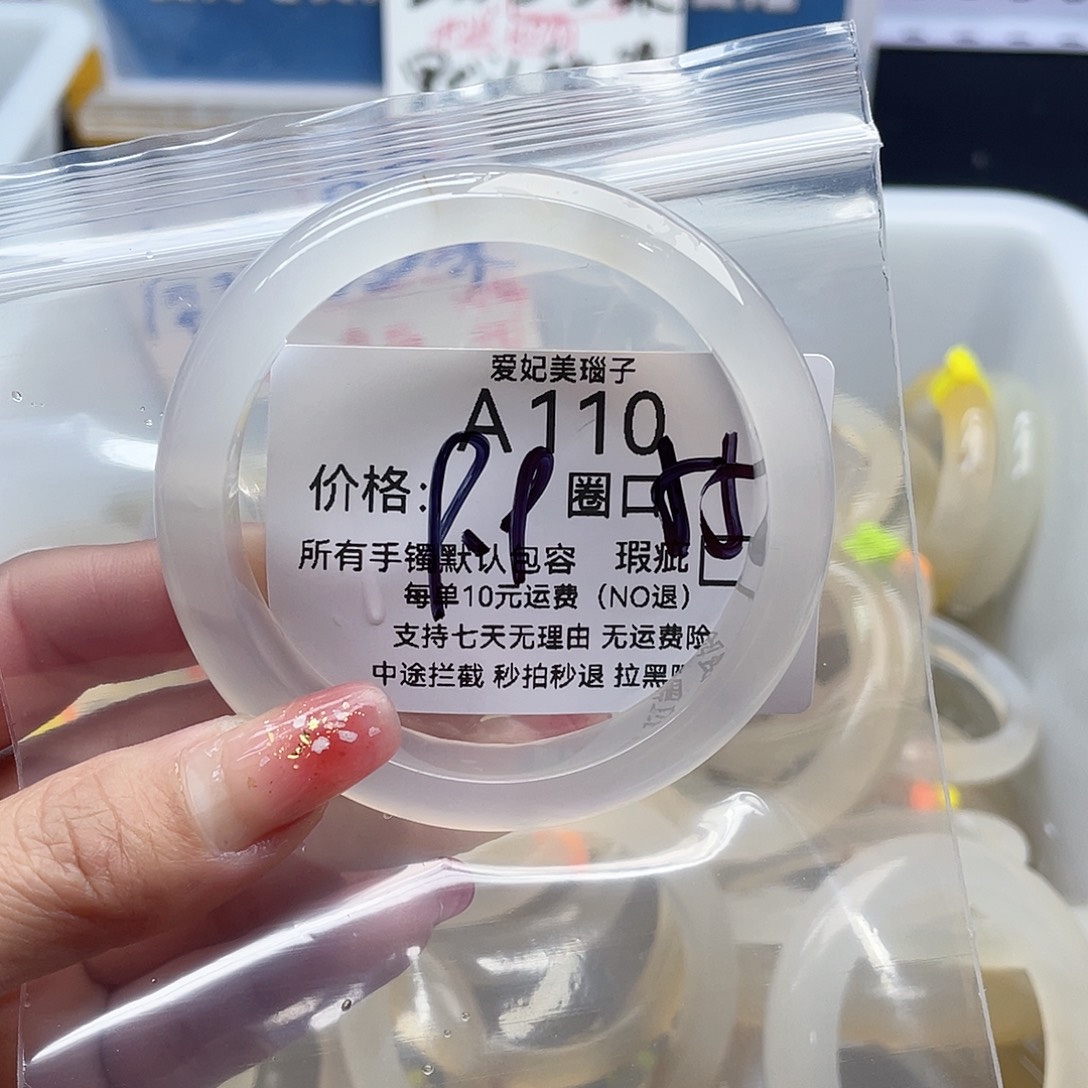 爱妃美瑙子
A110
价格: P.P 圈口
所有手镯默认包容 瑕疵
每单10元运费（NO退）
支持七天无理由 无运费险
中途拦截 秒拍秒退 拉黑